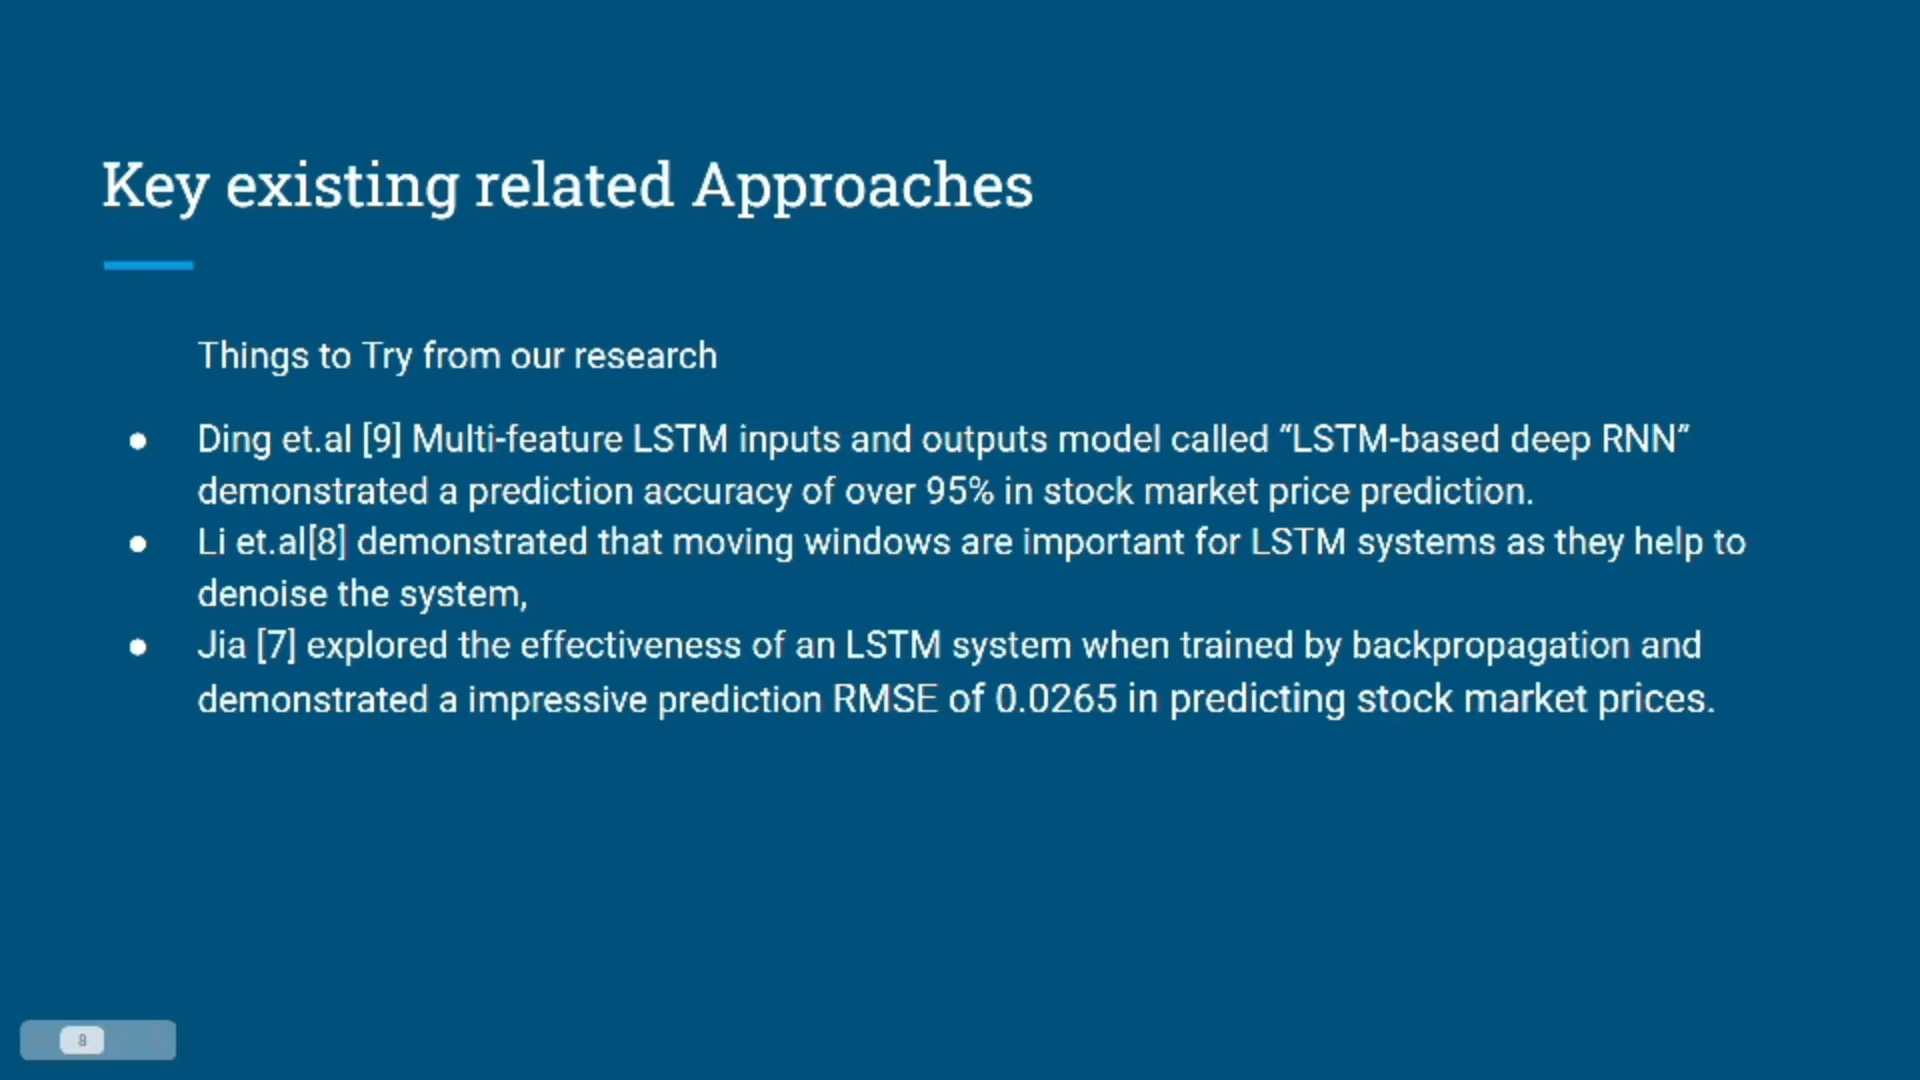 Key existing related Approaches
Things to Try from our research
● Ding et.al [9] Multi-feature LSTM inputs and outputs model called “LSTM-based deep RNN”
demonstrated a prediction accuracy of over 95% in stock market price prediction.
● Li et.al[8] demonstrated that moving windows are important for LSTM systems as they help to
denoise the system,
● Jia [7] explored the effectiveness of an LSTM system when trained by backpropagation and
demonstrated a impressive prediction RMSE of 0.0265 in predicting stock market prices.
8